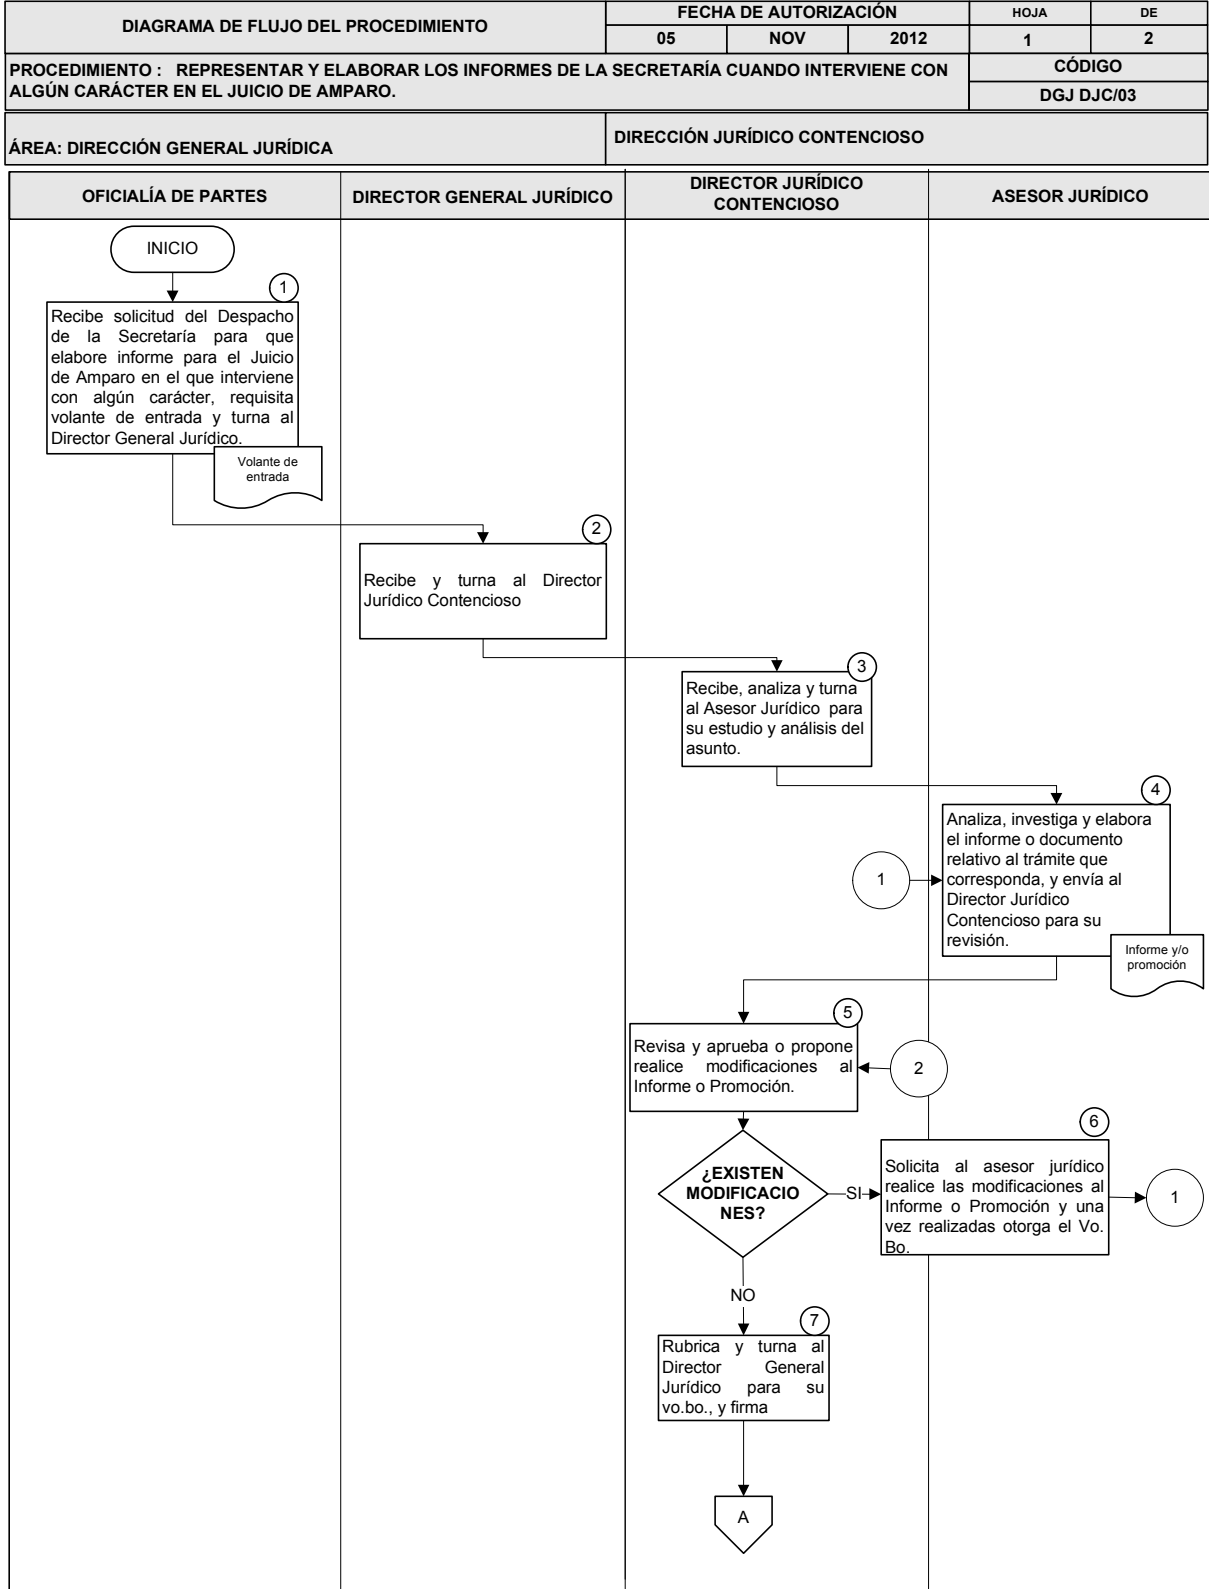 DIAGRAMA DE FLUJO DEL PROCEDIMIENTO
FECHA DE AUTORIZACIÓN
HOJA
DE
05
NOV
2012
1
2
PROCEDIMIENTO : REPRESENTAR Y ELABORAR LOS INFORMES DE LA SECRETARÍA CUANDO INTERVIENE CON
ALGÚN CARÁCTER EN EL JUICIO DE AMPARO.
CÓDIGO
DGJ DJC/03
ÁREA: DIRECCIÓN GENERAL JURÍDICA
DIRECCIÓN JURÍDICO CONTENCIOSO
OFICIALÍA DE PARTES
DIRECTOR GENERAL JURÍDICO
DIRECTOR JURÍDICO
CONTENCIOSO
ASESOR JURÍDICO
INICIO
1
Recibe solicitud del Despacho
de la Secretaría para que
elabore informe para el Juicio
de Amparo en el que interviene
con algún carácter, requisita
volante de entrada y turna al
Director General Jurídico.
Volante de
entrada
2
Recibe y turna al Director
Jurídico Contencioso
3
Recibe, analiza y turna
al Asesor Jurídico para
su estudio y análisis del
asunto.
4
Analiza, investiga y elabora
el informe o documento
relativo al trámite que
corresponda, y envía al
Director Jurídico
Contencioso para su
revisión.
1
Informe y/o
promoción
5
Revisa y aprueba o propone
realice modificaciones al
Informe o Promoción.
2
¿EXISTEN
MODIFICACIO
NES?
SI
6
Solicita al asesor jurídico
realice las modificaciones al
Informe o Promoción y una
vez realizadas otorga el Vo.
Bo.
1
NO
7
Rubrica y turna al
Director General
Jurídico para su
vo.bo., y firma
A